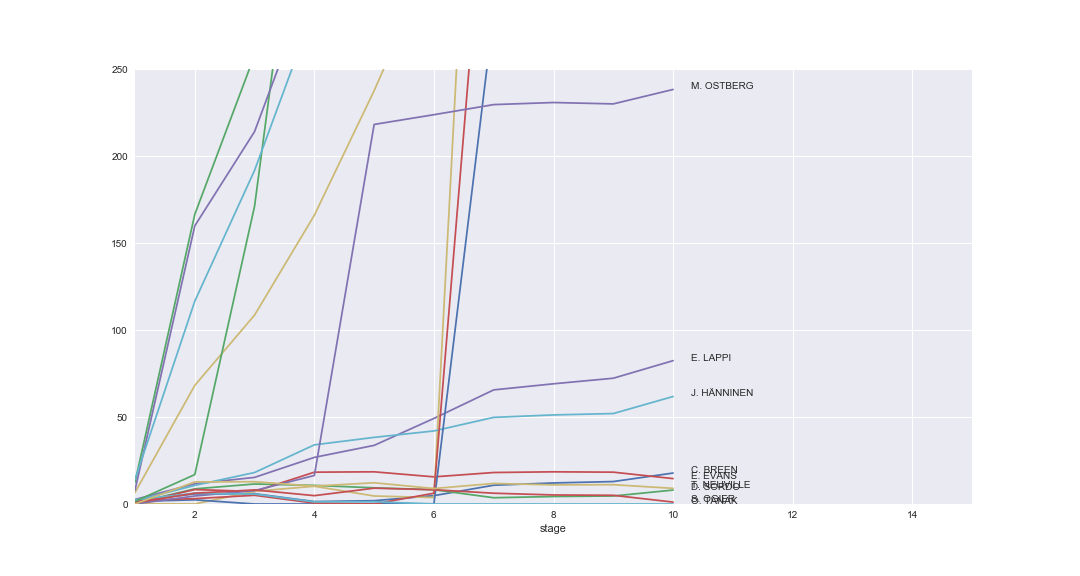 250
200
150
100
50
0
M. OSTBERG
E. LAPPI
J. HÄNNINEN
C. BREEN
E. EVANS
T. NEUVILLE
D. SORDO
S. OGIER
O. TANAK
2 4 6 8 10 12 14
stage